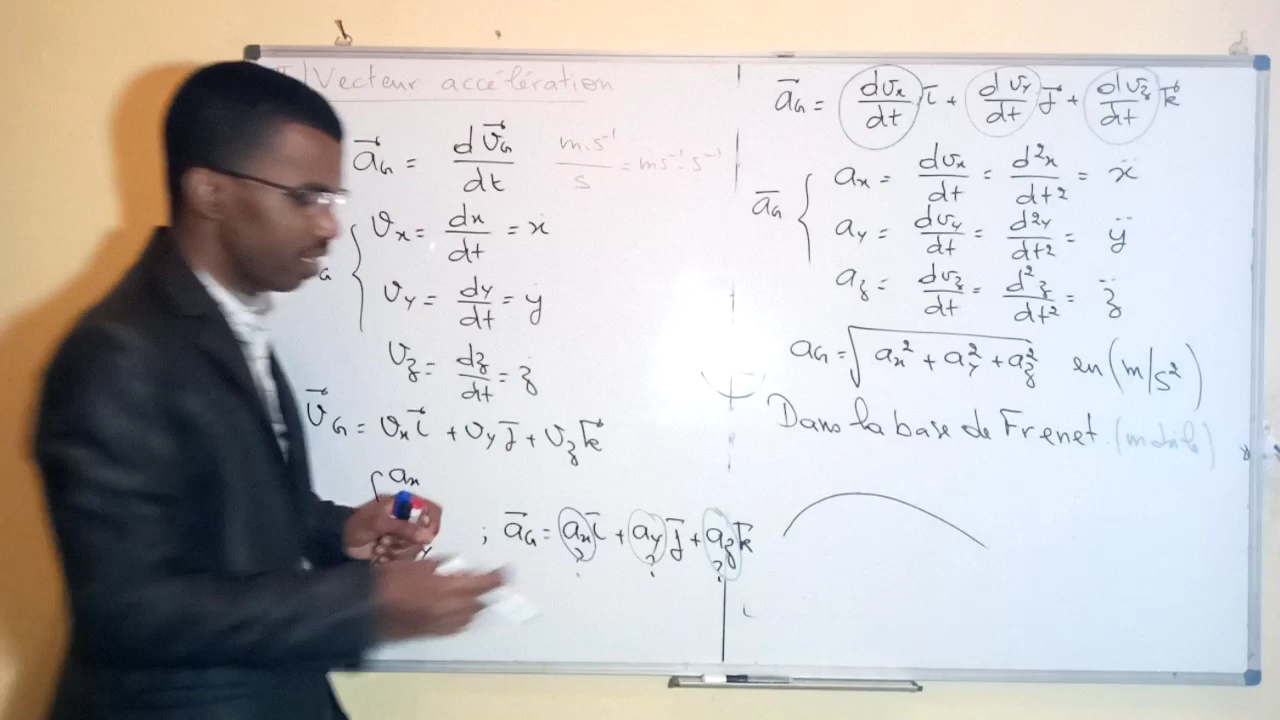 Vecteur accélération
a⃗G = dv⃗G/dt   m·s⁻¹/s = ms⁻¹·s⁻¹
G { vx = dx/dt = ẋ
vy = dy/dt = ẏ
vz = dz/dt = ż
v⃗G = vx i⃗ + vy j⃗ + vz k⃗
{ ax
; a⃗G = ax i⃗ + ay j⃗ + az k⃗
? ? ?
a⃗G = dvx/dt i⃗ + dvy/dt j⃗ + dvz/dt k⃗
a⃗G { ax = dvx/dt = d²x/dt² = ẍ
ay = dvy/dt = d²y/dt² = ÿ
az = dvz/dt = d²z/dt² = z̈
aG = √(ax² + ay² + az²) en (m/s²)
Dans la base de Frenet